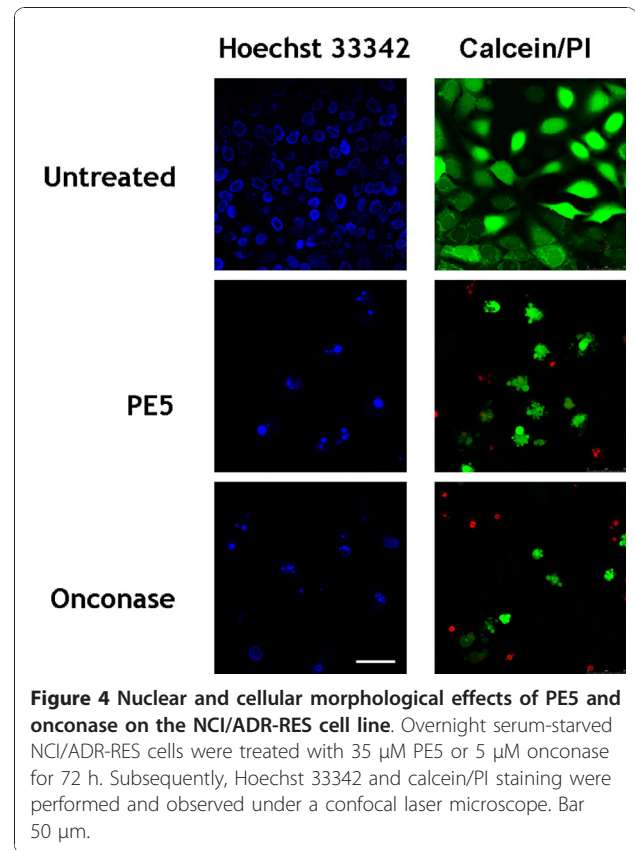 Hoechst 33342 Calcein/PI
Untreated
PE5
Onconase
Figure 4 Nuclear and cellular morphological effects of PE5 and
onconase on the NCI/ADR-RES cell line. Overnight serum-starved
NCI/ADR-RES cells were treated with 35 μM PE5 or 5 μM onconase
for 72 h. Subsequently, Hoechst 33342 and calcein/PI staining were
performed and observed under a confocal laser microscope. Bar
50 μm.